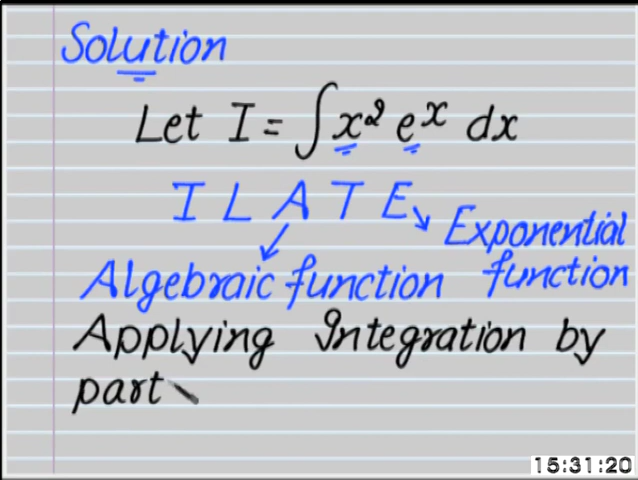 Solution
Let I = ∫ x² eˣ dx
I L A T E
Exponential
function
Algebraic function
Applying Integration by
part
15:31:20